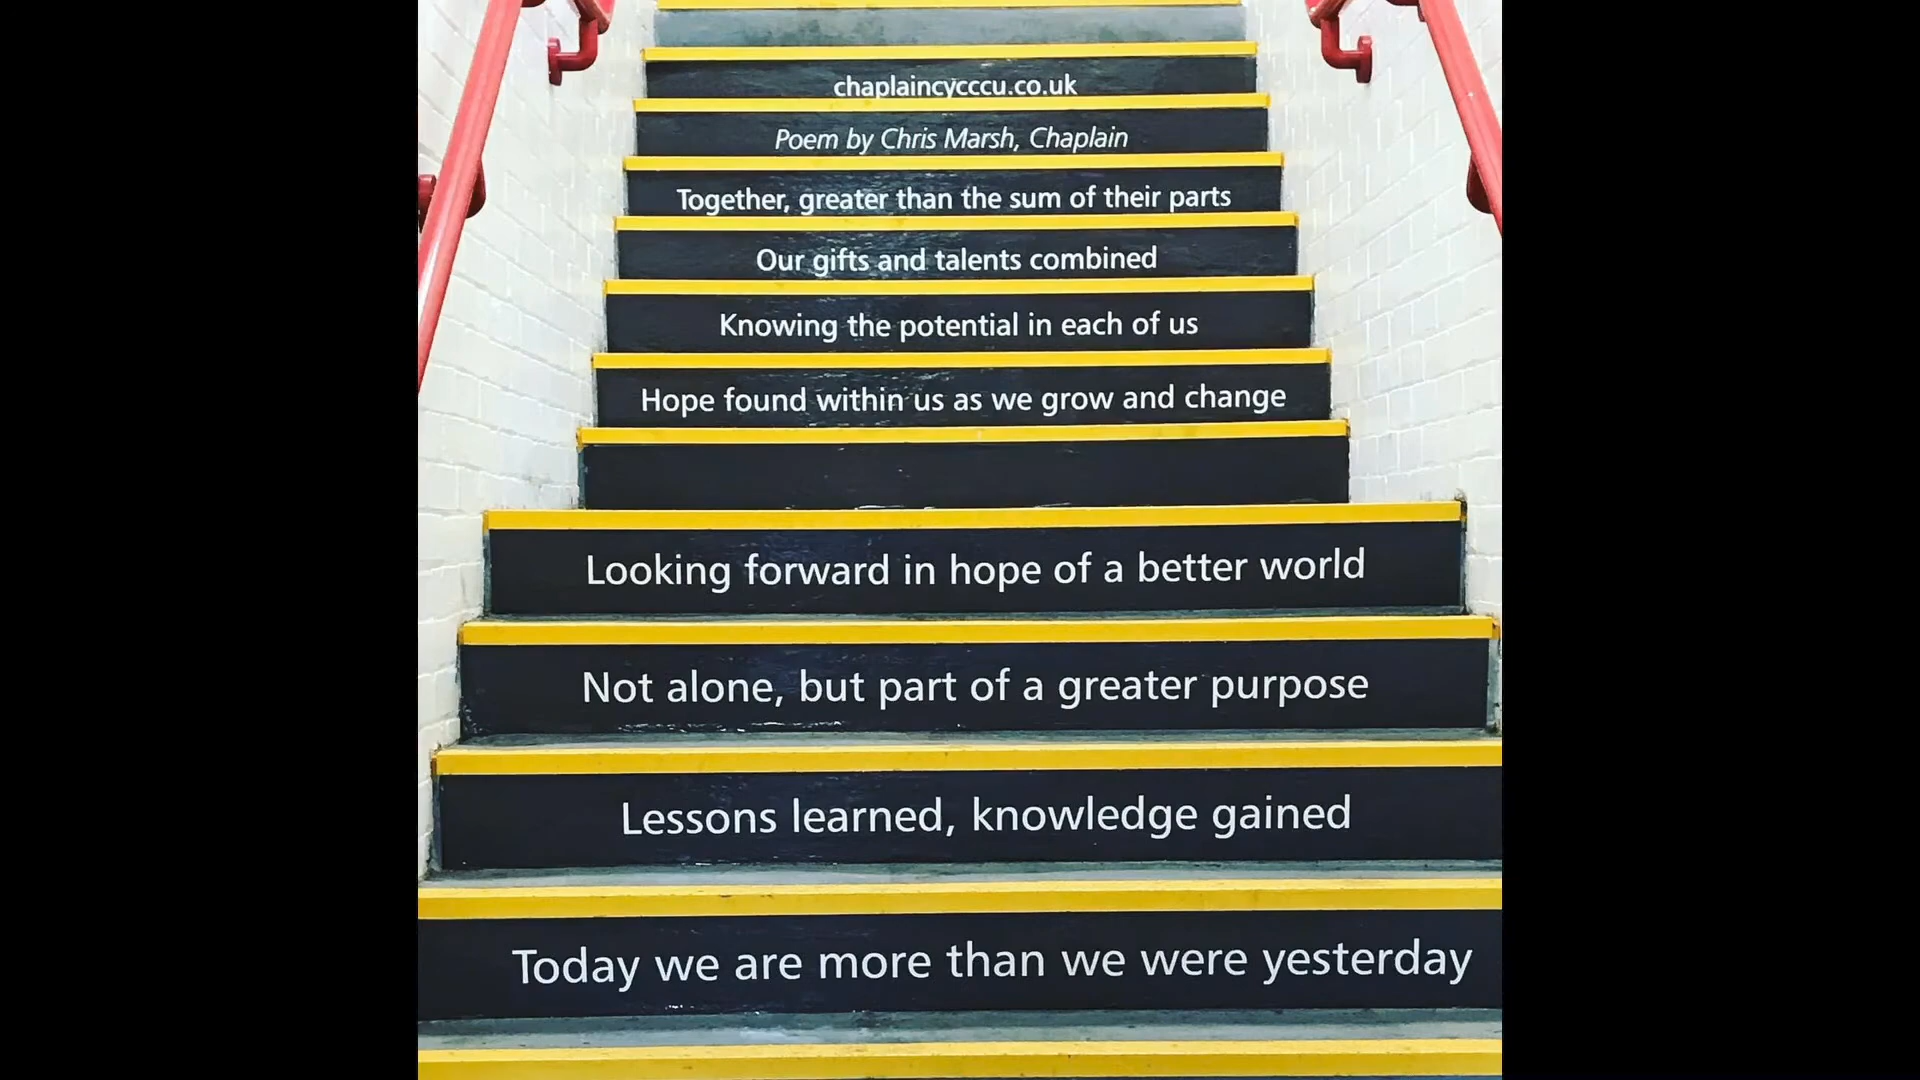 chaplaincycccu.co.uk
Poem by Chris Marsh, Chaplain
Together, greater than the sum of their parts
Our gifts and talents combined
Knowing the potential in each of us
Hope found within us as we grow and change
Looking forward in hope of a better world
Not alone, but part of a greater purpose
Lessons learned, knowledge gained
Today we are more than we were yesterday